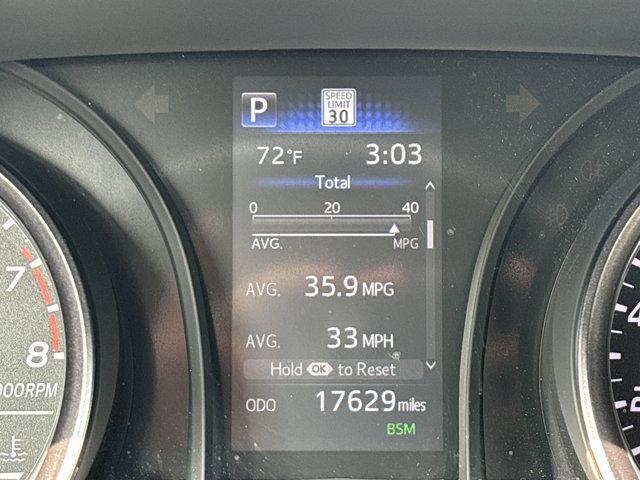 P SPEED LIMIT 30
72°F 3:03
Total
0 20 40
AVG. MPG
AVG. 35.9 MPG
AVG. 33 MPH
Hold OK to Reset
ODO 17629 miles
BSM
7
8
000RPM
4